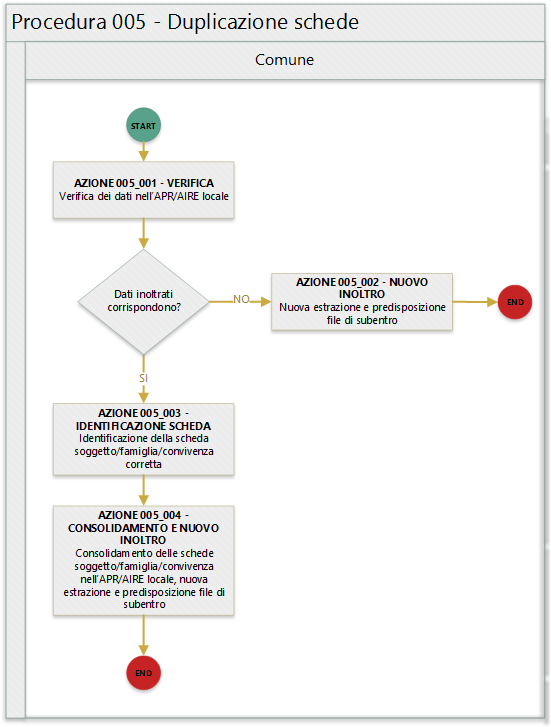 Procedura 005 - Duplicazione schede
Comune
START
AZIONE 005_001 - VERIFICA
Verifica dei dati nell'APR/AIRE locale
Dati inoltrati
corrispondono?
NO
AZIONE 005_002 - NUOVO
INOLTRO
Nuova estrazione e predisposizione
file di subentro
END
SI
AZIONE 005_003 -
IDENTIFICAZIONE SCHEDA
Identificazione della scheda
soggetto/famiglia/convivenza
corretta
AZIONE 005_004 -
CONSOLIDAMENTO E NUOVO
INOLTRO
Consolidamento delle schede
soggetto/famiglia/convivenza
nell'APR/AIRE locale, nuova
estrazione e predisposizione file di
subentro
END